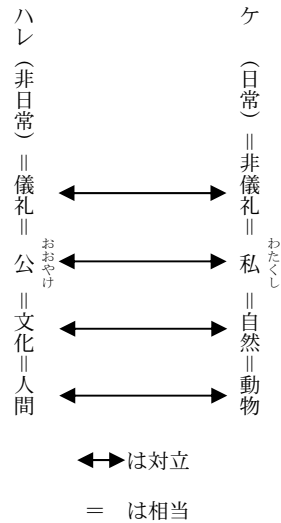 ケ（日常）＝非儀礼＝私＝自然＝動物
わたくし
ハレ（非日常）＝儀礼＝公＝文化＝人間
おおやけ
は対立
＝　は相当